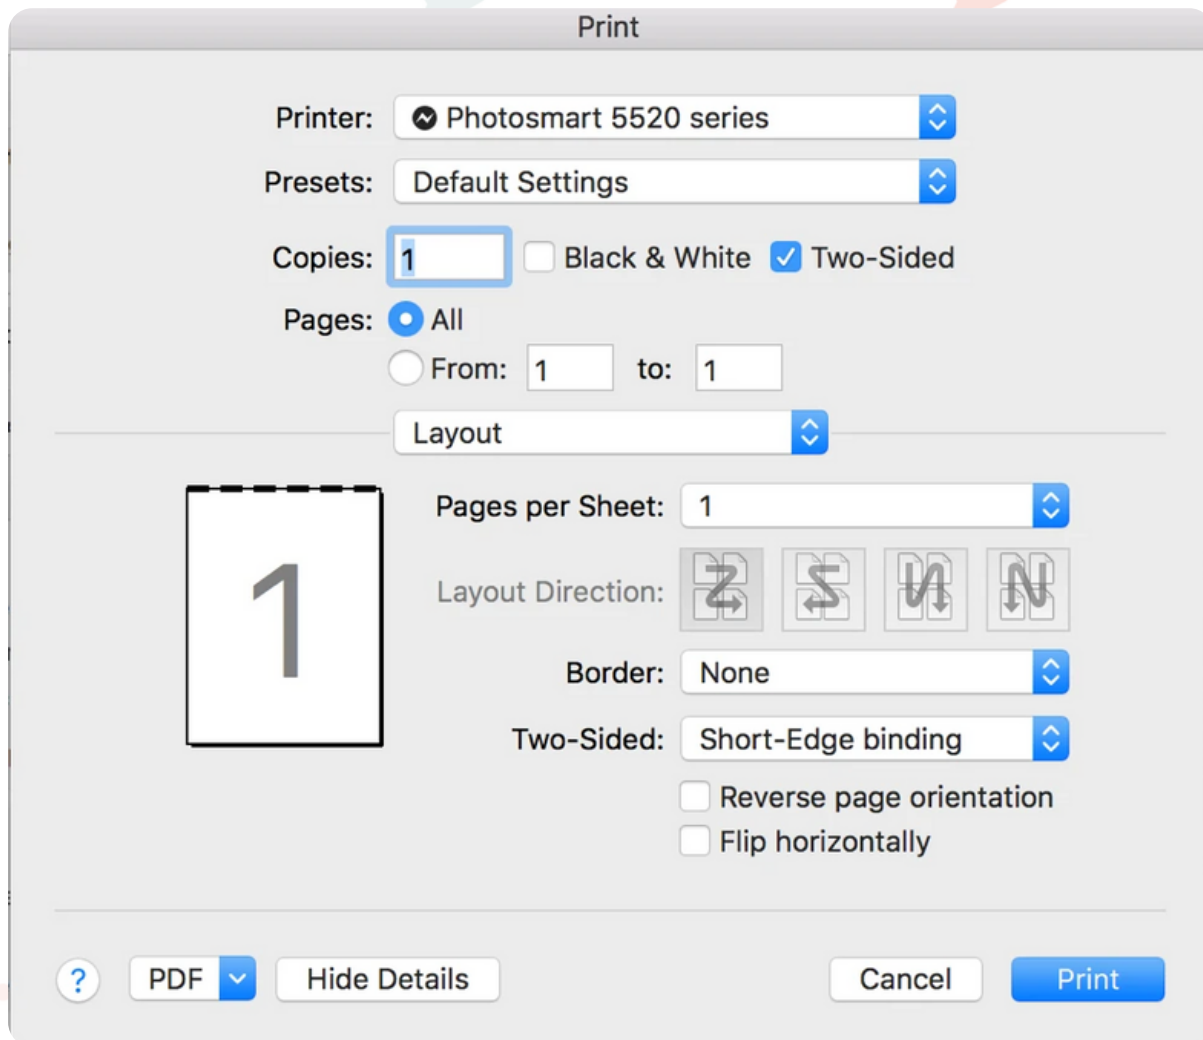 Print
Printer: Photosmart 5520 series
Presets: Default Settings
Copies: 1 Black & White Two-Sided
Pages: All
From: 1 to: 1
Layout
1
Pages per Sheet: 1
Layout Direction:
Border: None
Two-Sided: Short-Edge binding
Reverse page orientation
Flip horizontally
? PDF Hide Details Cancel Print